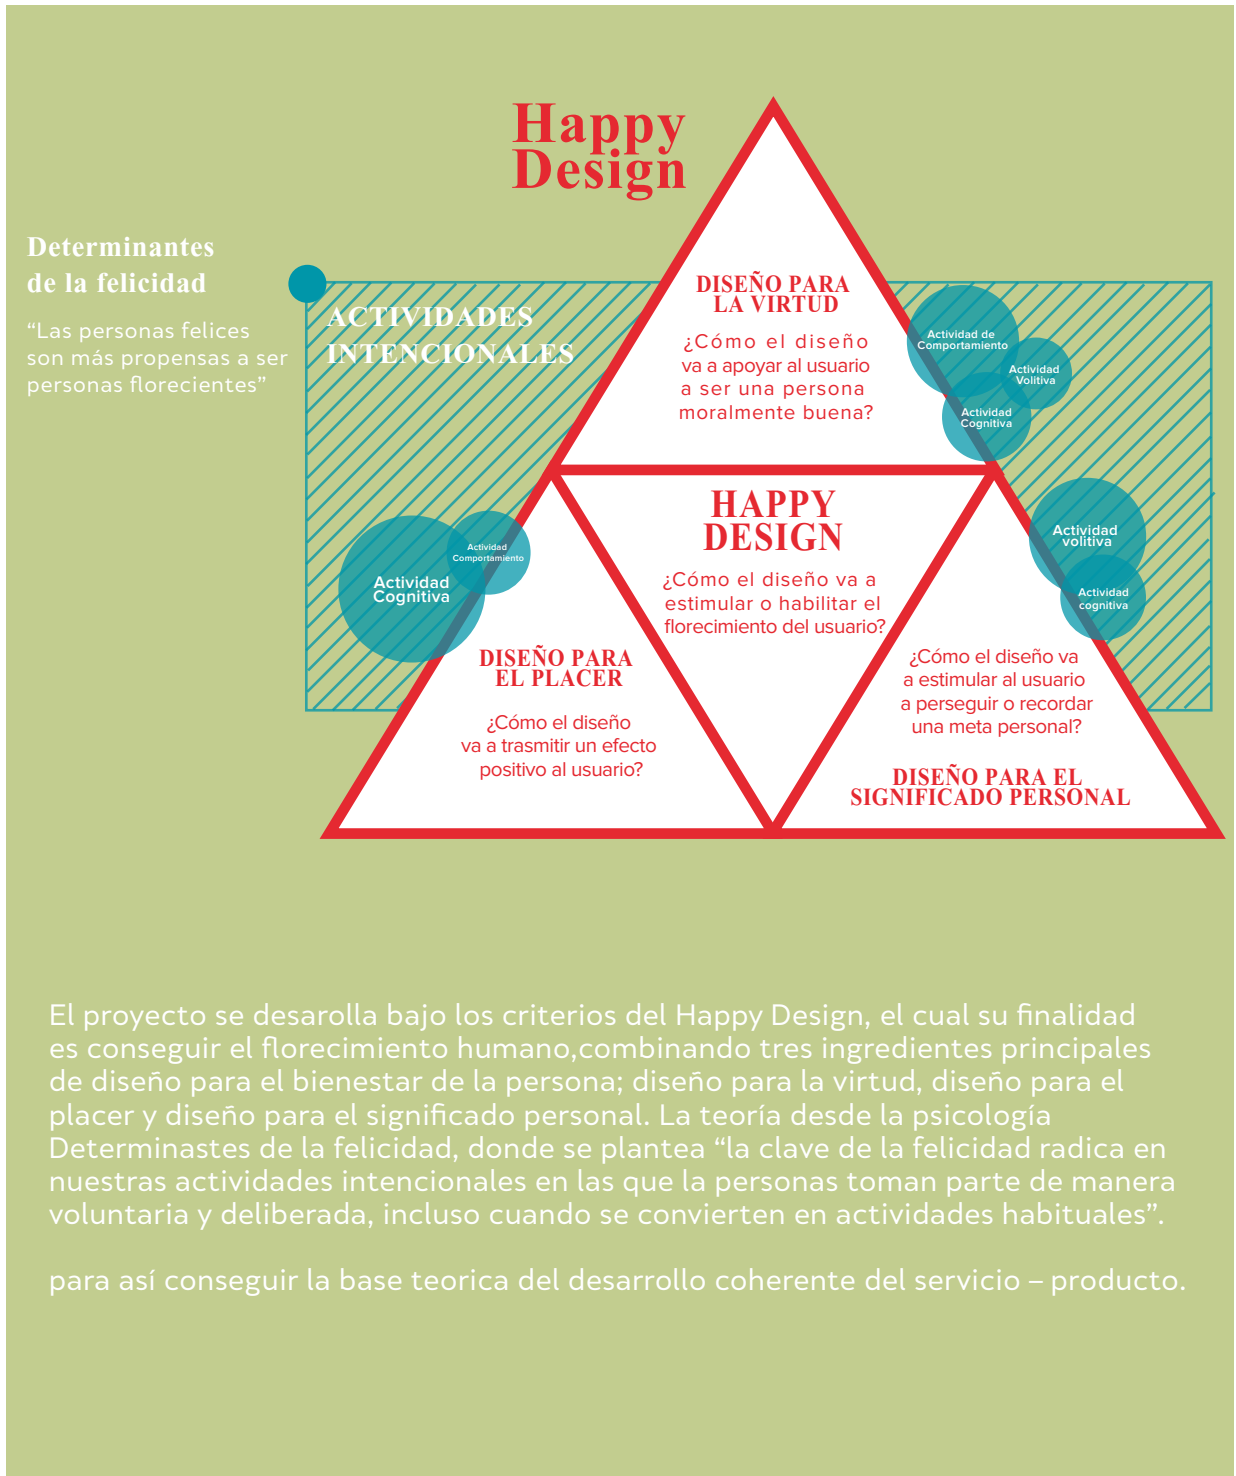 Happy
Design
Determinantes
de la felicidad
“Las personas felices
son más propensas a ser
personas florecientes”
ACTIVIDADES
INTENCIONALES
DISEÑO PARA
LA VIRTUD
¿Cómo el diseño
va a apoyar al usuario
a ser una persona
moralmente buena?
Actividad de
Comportamiento
Actividad
Volitiva
Actividad
Cognitiva
HAPPY
DESIGN
¿Cómo el diseño va a
estimular o habilitar el
florecimiento del usuario?
Actividad
Cognitiva
Actividad
Comportamiento
DISEÑO PARA
EL PLACER
¿Cómo el diseño
va a trasmitir un efecto
positivo al usuario?
Actividad
volitiva
Actividad
cognitiva
¿Cómo el diseño va
a estimular al usuario
a perseguir o recordar
una meta personal?
DISEÑO PARA EL
SIGNIFICADO PERSONAL
El proyecto se desarolla bajo los criterios del Happy Design, el cual su finalidad
es conseguir el florecimiento humano,combinando tres ingredientes principales
de diseño para el bienestar de la persona; diseño para la virtud, diseño para el
placer y diseño para el significado personal. La teoría desde la psicología
Determinastes de la felicidad, donde se plantea “la clave de la felicidad radica en
nuestras actividades intencionales en las que la personas toman parte de manera
voluntaria y deliberada, incluso cuando se convierten en actividades habituales”.
para así conseguir la base teorica del desarrollo coherente del servicio – producto.